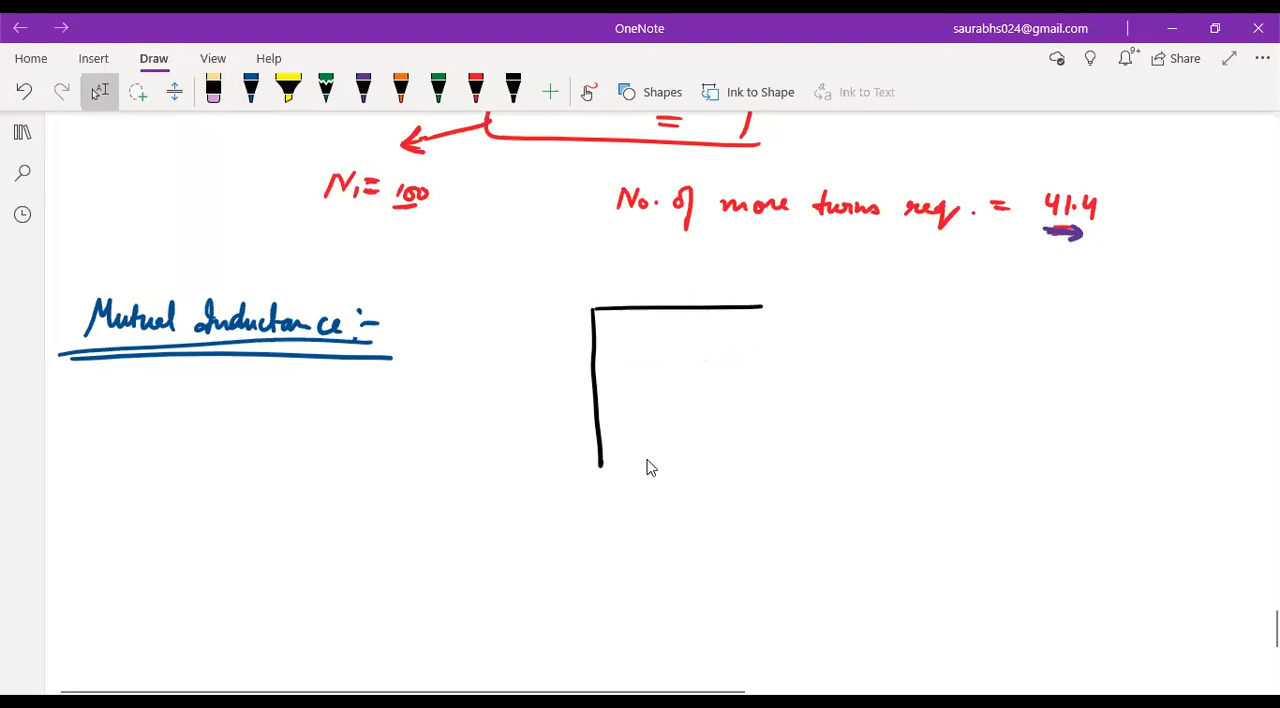 OneNote
saurabhs024@gmail.com
Home Insert Draw View Help
Share
Shapes Ink to Shape Ink to Text
=
N1 = 100
No. of more turns req. = 41.4
Mutual Inductance :-